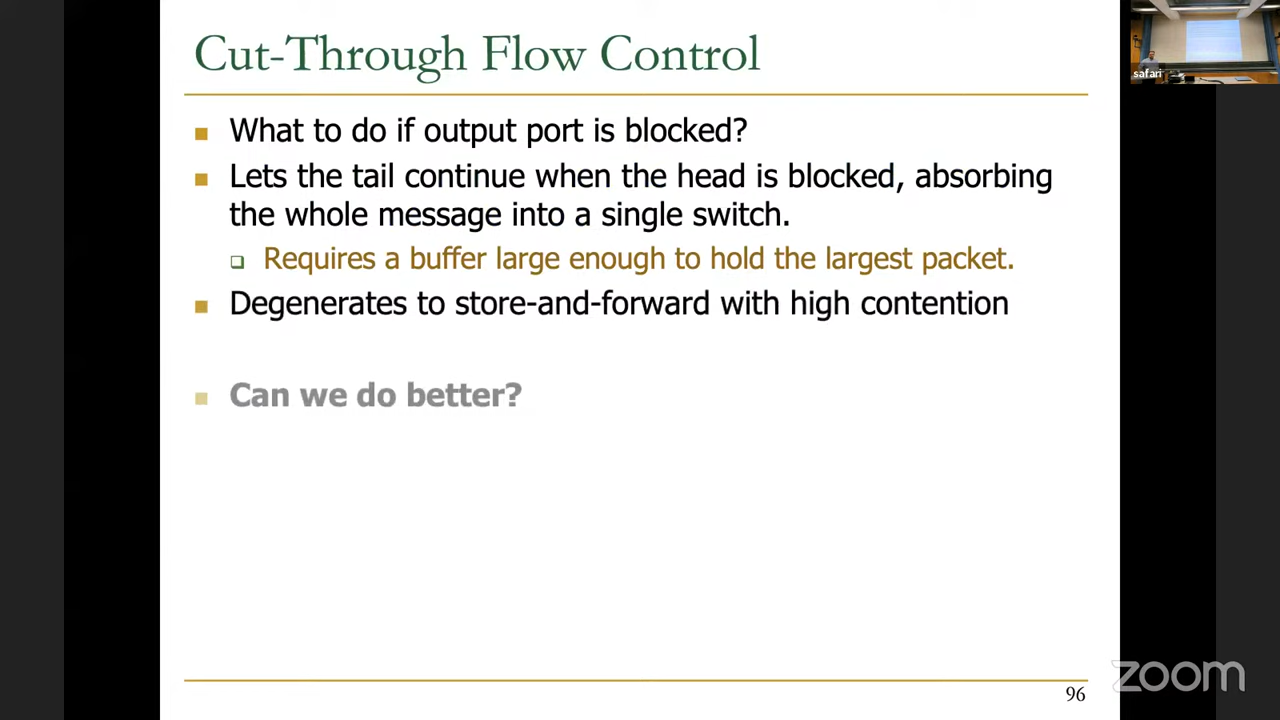 Cut-Through Flow Control
What to do if output port is blocked?
Lets the tail continue when the head is blocked, absorbing
the whole message into a single switch.
Requires a buffer large enough to hold the largest packet.
Degenerates to store-and-forward with high contention
Can we do better?
96
safari
zoom